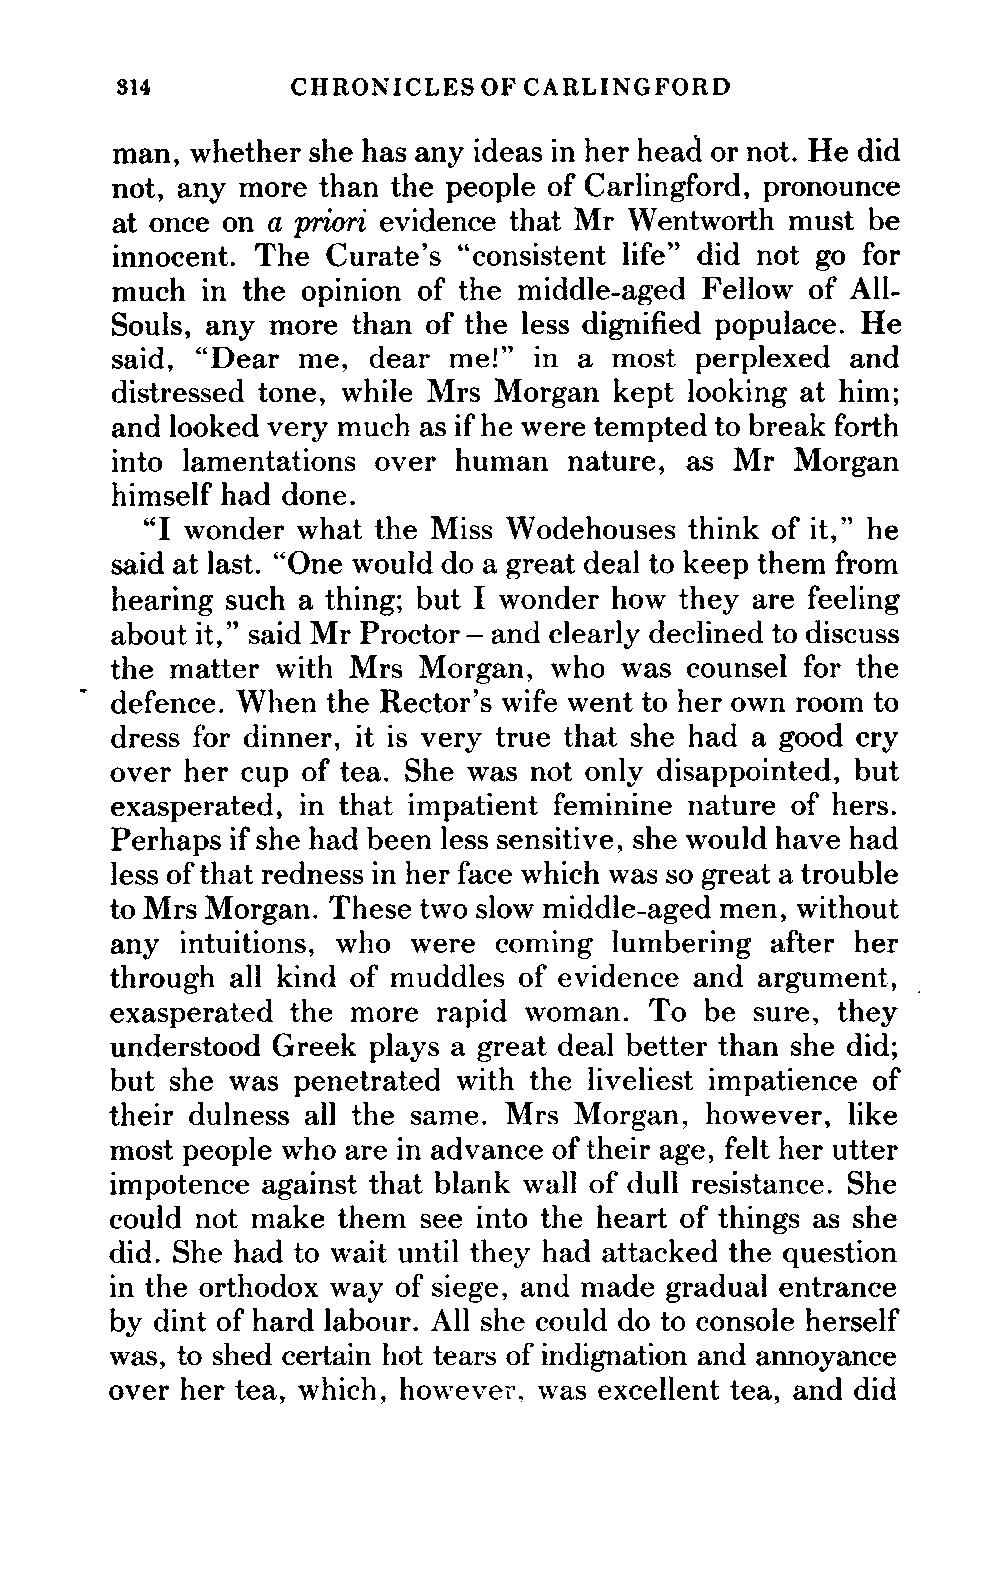 314 CHRONICLES OF CARLINGFORD
man, whether she has any ideas in her head or not. He did
not, any more than the people of Carlingford, pronounce
at once on a priori evidence that Mr Wentworth must be
innocent. The Curate's “consistent life” did not go for
much in the opinion of the middle-aged Fellow of All-
Souls, any more than of the less dignified populace. He
said, “Dear me, dear me!” in a most perplexed and
distressed tone, while Mrs Morgan kept looking at him;
and looked very much as if he were tempted to break forth
into lamentations over human nature, as Mr Morgan
himself had done.
“I wonder what the Miss Wodehouses think of it,” he
said at last. “One would do a great deal to keep them from
hearing such a thing; but I wonder how they are feeling
about it,” said Mr Proctor – and clearly declined to discuss
the matter with Mrs Morgan, who was counsel for the
defence. When the Rector's wife went to her own room to
dress for dinner, it is very true that she had a good cry
over her cup of tea. She was not only disappointed, but
exasperated, in that impatient feminine nature of hers.
Perhaps if she had been less sensitive, she would have had
less of that redness in her face which was so great a trouble
to Mrs Morgan. These two slow middle-aged men, without
any intuitions, who were coming lumbering after her
through all kind of muddles of evidence and argument,
exasperated the more rapid woman. To be sure, they
understood Greek plays a great deal better than she did;
but she was penetrated with the liveliest impatience of
their dulness all the same. Mrs Morgan, however, like
most people who are in advance of their age, felt her utter
impotence against that blank wall of dull resistance. She
could not make them see into the heart of things as she
did. She had to wait until they had attacked the question
in the orthodox way of siege, and made gradual entrance
by dint of hard labour. All she could do to console herself
was, to shed certain hot tears of indignation and annoyance
over her tea, which, however, was excellent tea, and did